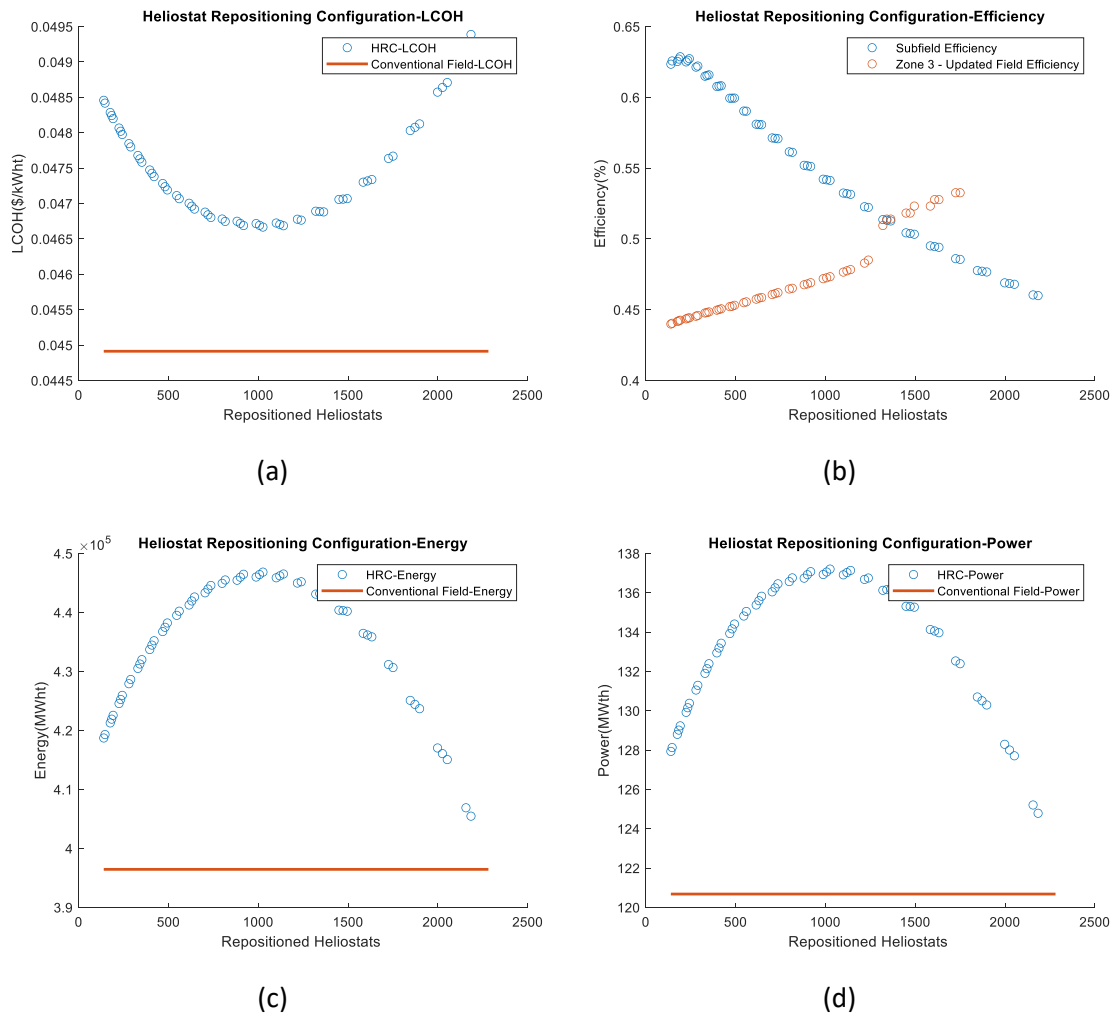 Heliostat Repositioning Configuration-LCOH
0.0495
0.049
0.0485
0.048
0.0475
0.047
0.0465
0.046
0.0455
0.045
0.0445
LCOH($/kWht)
HRC-LCOH
Conventional Field-LCOH
0 500 1000 1500 2000 2500
Repositioned Heliostats
(a)
Heliostat Repositioning Configuration-Efficiency
0.65
0.6
0.55
0.5
0.45
0.4
Efficiency(%)
Subfield Efficiency
Zone 3 - Updated Field Efficiency
0 500 1000 1500 2000 2500
Repositioned Heliostats
(b)
Heliostat Repositioning Configuration-Energy
×10⁵
4.5
4.4
4.3
4.2
4.1
4
3.9
Energy(MWht)
HRC-Energy
Conventional Field-Energy
0 500 1000 1500 2000 2500
Repositioned Heliostats
(c)
Heliostat Repositioning Configuration-Power
138
136
134
132
130
128
126
124
122
120
Power(MWth)
HRC-Power
Conventional Field-Power
0 500 1000 1500 2000 2500
Repositioned Heliostats
(d)